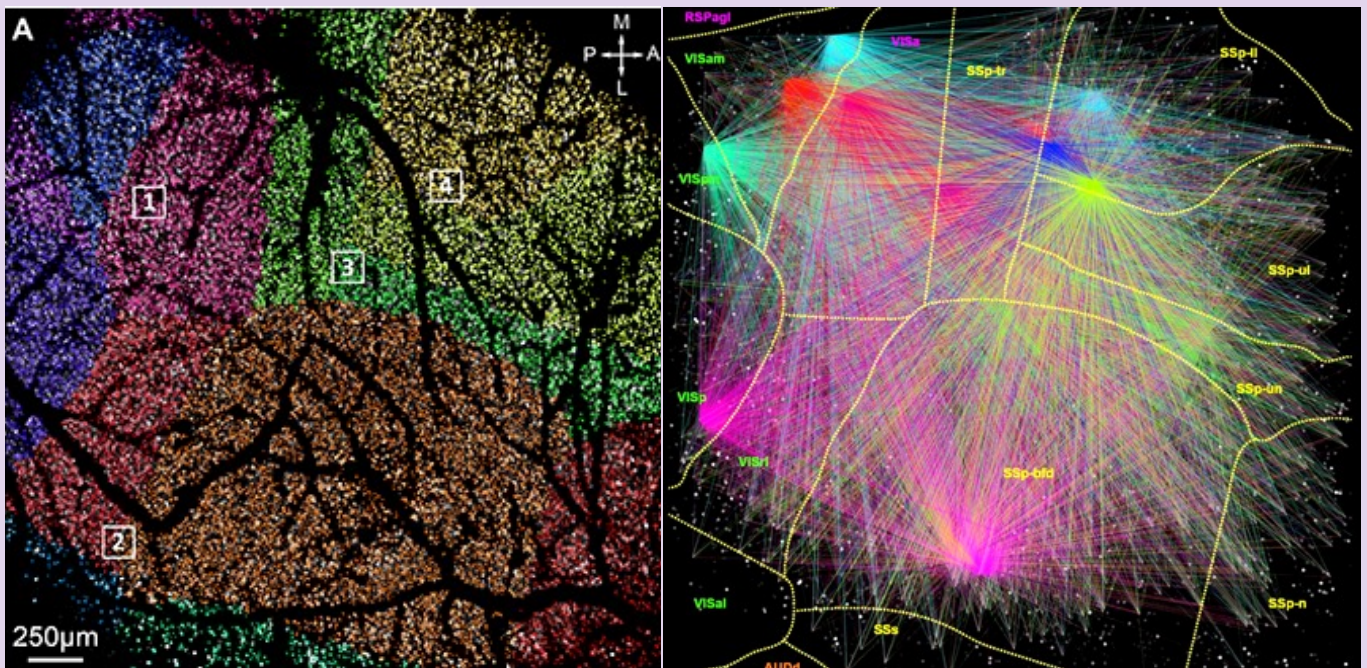 A
M
P A
L
1
4
3
2
250µm
RSPagl
VISa
VISam
SSp-tr
SSp-ll
VISpm
SSp-ul
VISp
SSp-un
VISrl
SSp-bfd
VISal
SSp-n
SSs
AUDd